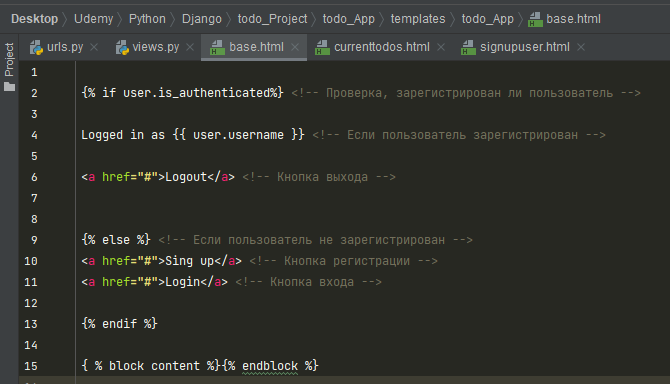 Desktop 〉 Udemy 〉 Python 〉 Django 〉 todo_Project 〉 todo_App 〉 templates 〉 todo_App 〉 base.html
Project
urls.py × views.py × base.html × currenttodos.html × signupuser.html ×
1
2 {% if user.is_authenticated%} <!-- Проверка, зарегистрирован ли пользователь -->
3
4 Logged in as {{ user.username }} <!-- Если пользователь зарегистрирован -->
5
6 <a href="#">Logout</a> <!-- Кнопка выхода -->
7
8
9 {% else %} <!-- Если пользователь не зарегистрирован -->
10 <a href="#">Sing up</a> <!-- Кнопка регистрации -->
11 <a href="#">Login</a> <!-- Кнопка входа -->
12
13 {% endif %}
14
15 { % block content %}{% endblock %}